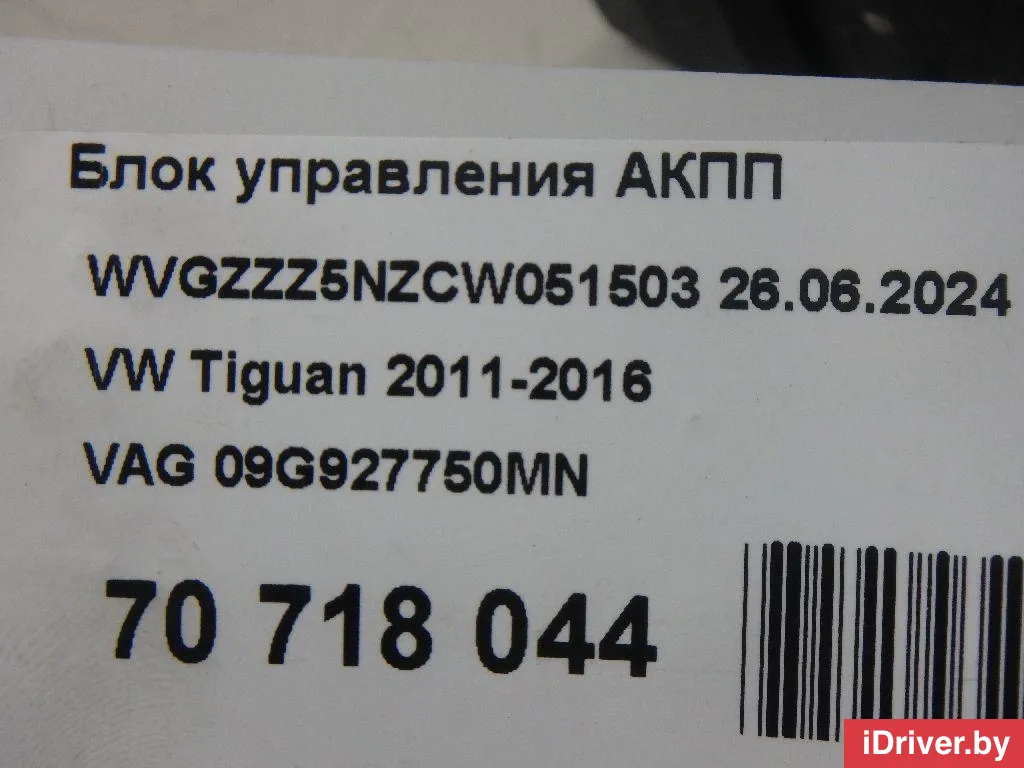 Блок управления АКПП
WVGZZZ5NZCW051503 26.06.2024
VW Tiguan 2011-2016
VAG 09G927750MN
70 718 044
iDriver.by